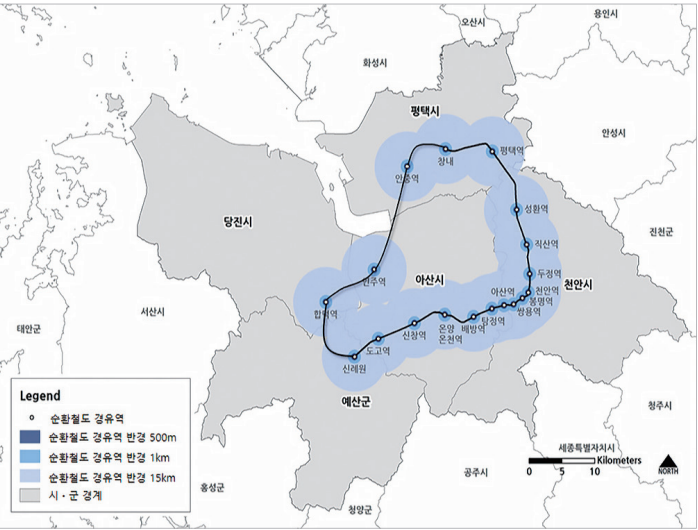 용인시
오산시
화성시
평택시
안성시
창내
평택역
안중역
성환역
당진시
진천군
직산역
아산시
두정역
인주역
천안시
아산역
천안역
봉명역
합덕역
쌍용역
탕정역
서산시
신창역
온양
온천역
배방역
태안군
도고역
신례원
예산군
청주시
Legend
순환철도 경유역
순환철도 경유역 반경 500m
순환철도 경유역 반경 1km
순환철도 경유역 반경 15km
시·군 경계
세종특별자치시
Kilometers
0 5 10
NORTH
공주시
홍성군
청양군